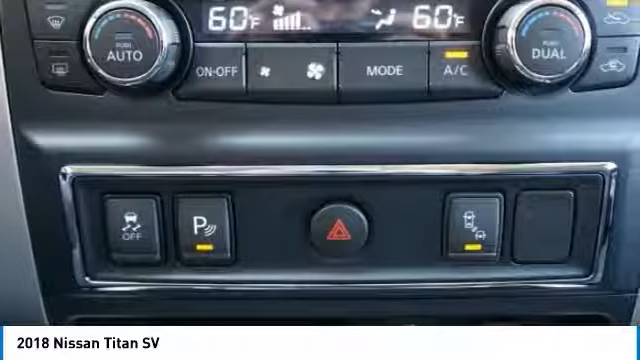 60°F 60°F
PUSH
AUTO
ON·OFF MODE A/C
PUSH
DUAL
OFF
P
2018 Nissan Titan SV